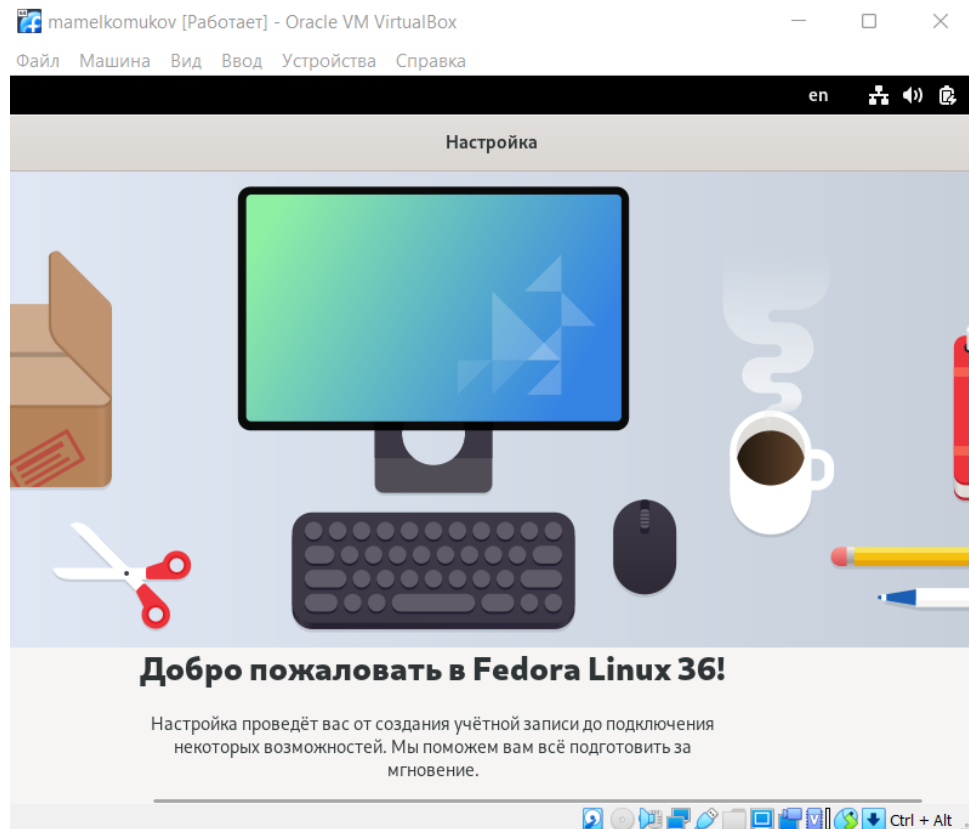 mamelkomukov [Работает] - Oracle VM VirtualBox
Файл Машина Вид Ввод Устройства Справка
en
Настройка
Добро пожаловать в Fedora Linux 36!
Настройка проведёт вас от создания учётной записи до подключения
некоторых возможностей. Мы поможем вам всё подготовить за
мгновение.
Ctrl + Alt